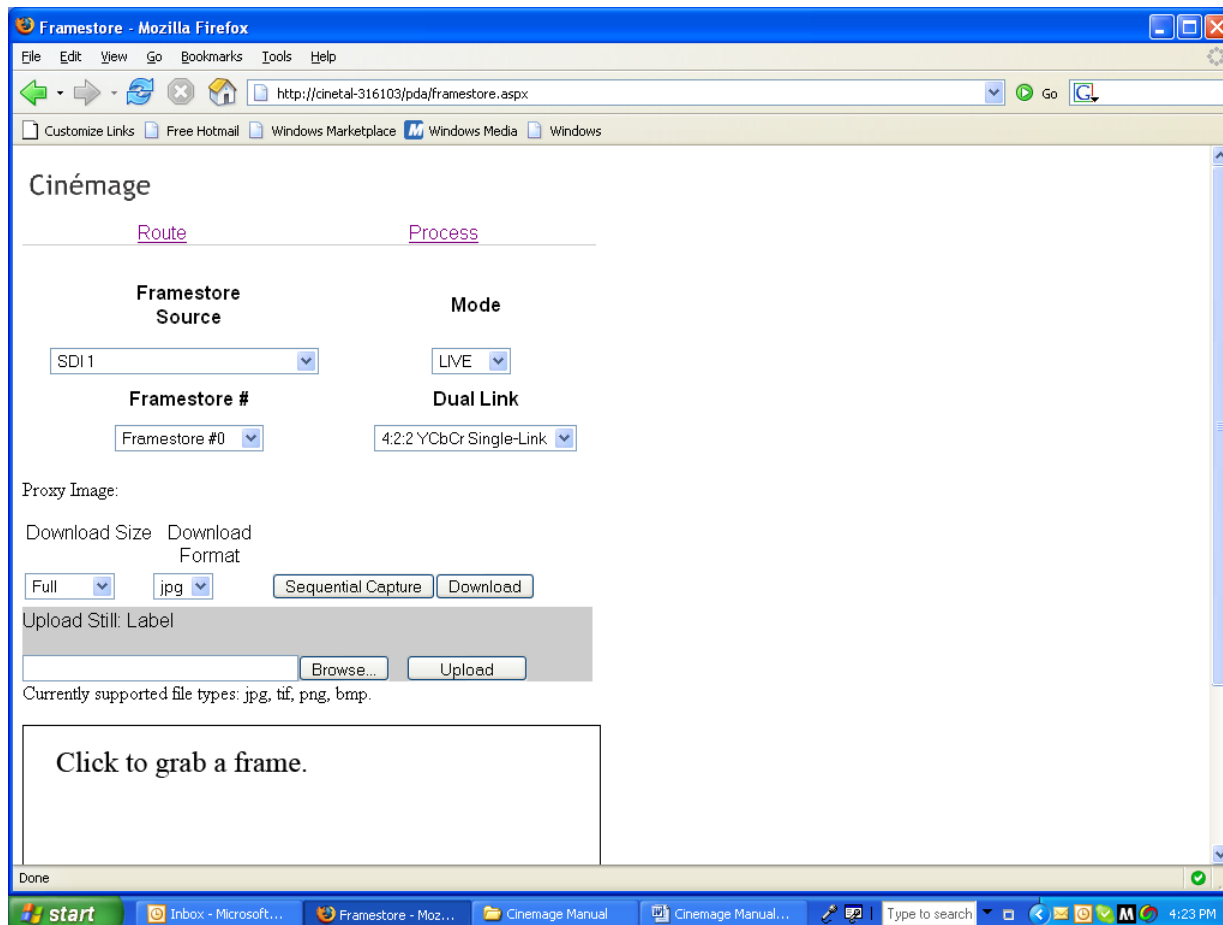 Framestore - Mozilla Firefox
File Edit View Go Bookmarks Tools Help
http://cinetal-316103/pda/framestore.aspx Go G
Customize Links Free Hotmail Windows Marketplace Windows Media Windows
Cinémage
Route Process
Framestore
Source
Mode
SDI 1 LIVE
Framestore # Dual Link
Framestore #0 4:2:2 YCbCr Single-Link
Proxy Image:
Download Size Download
Format
Full jpg Sequential Capture Download
Upload Still: Label
Browse... Upload
Currently supported file types: jpg, tif, png, bmp.
Click to grab a frame.
Done
start Inbox - Microsoft... Framestore - Moz... Cinemage Manual Cinemage Manual... Type to search M 4:23 PM